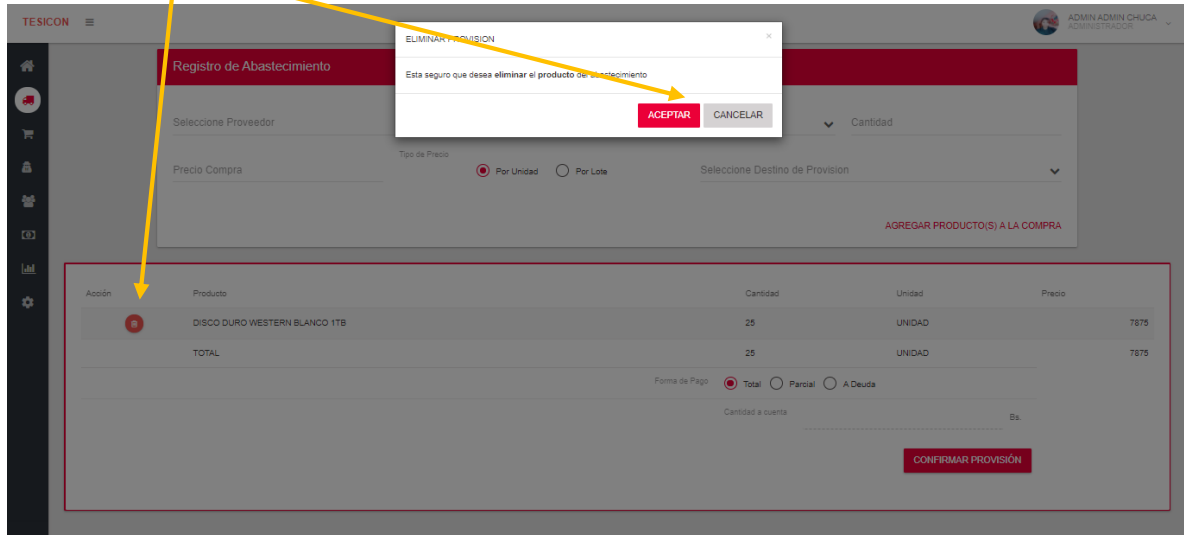 TESICON
ADMIN ADMIN CHUCA
ADMINISTRADOR
ELIMINAR PROVISION
×
Esta seguro que desea eliminar el producto del abastecimiento
ACEPTAR CANCELAR
Registro de Abastecimiento
Seleccione Proveedor
Cantidad
Precio Compra
Tipo de Precio
Por Unidad Por Lote
Seleccione Destino de Provision
AGREGAR PRODUCTO(S) A LA COMPRA
Acción Producto Cantidad Unidad Precio
DISCO DURO WESTERN BLANCO 1TB 25 UNIDAD 7875
TOTAL 25 UNIDAD 7875
Forma de Pago Total Parcial A Deuda
Cantidad a cuenta Bs.
CONFIRMAR PROVISIÓN